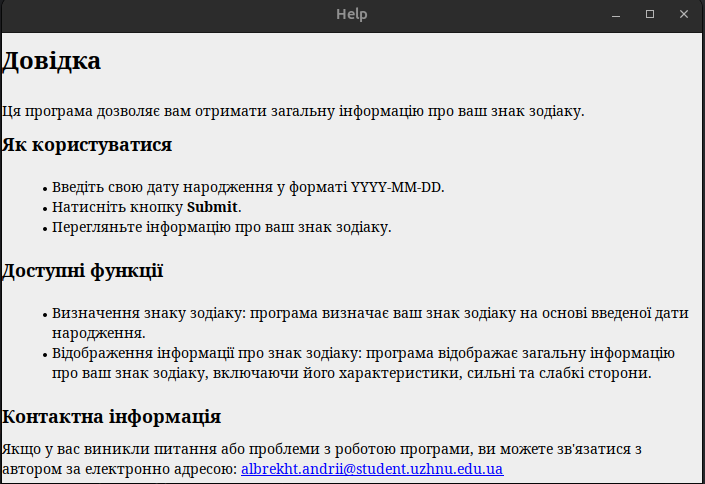 Help
Довідка
Ця програма дозволяє вам отримати загальну інформацію про ваш знак зодіаку.
Як користуватися
• Введіть свою дату народження у форматі YYYY-MM-DD.
• Натисніть кнопку Submit.
• Перегляньте інформацію про ваш знак зодіаку.
Доступні функції
• Визначення знаку зодіаку: програма визначає ваш знак зодіаку на основі введеної дати
народження.
• Відображення інформації про знак зодіаку: програма відображає загальну інформацію
про ваш знак зодіаку, включаючи його характеристики, сильні та слабкі сторони.
Контактна інформація
Якщо у вас виникли питання або проблеми з роботою програми, ви можете зв'язатися з
автором за електронно адресою: albrekht.andrii@student.uzhnu.edu.ua